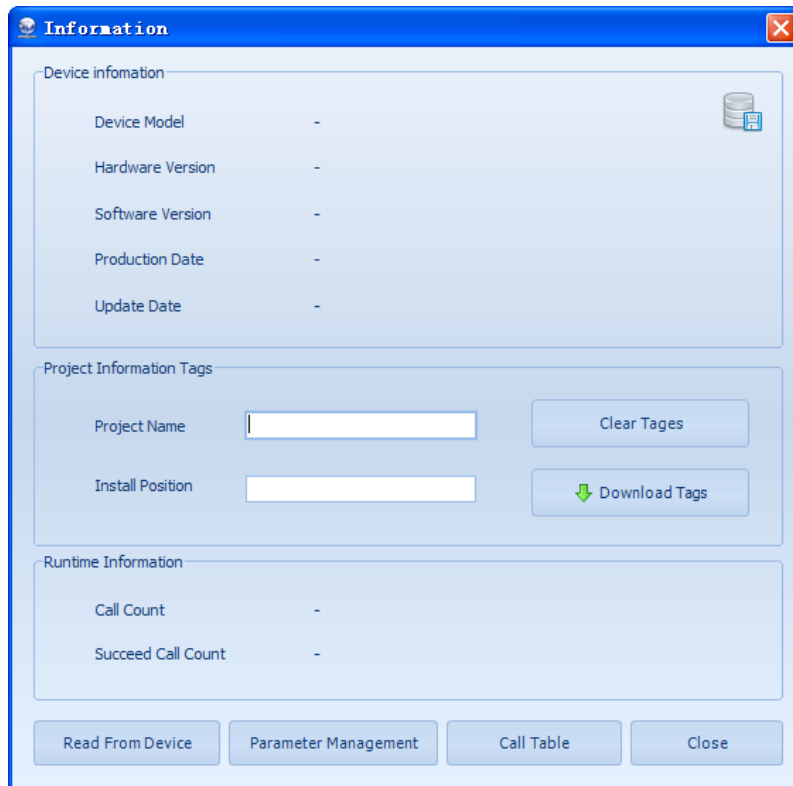 Information
Device infomation
Device Model -
Hardware Version -
Software Version -
Production Date -
Update Date -
Project Information Tags
Project Name
Clear Tages
Install Position
Download Tags
Runtime Information
Call Count -
Succeed Call Count -
Read From Device Parameter Management Call Table Close